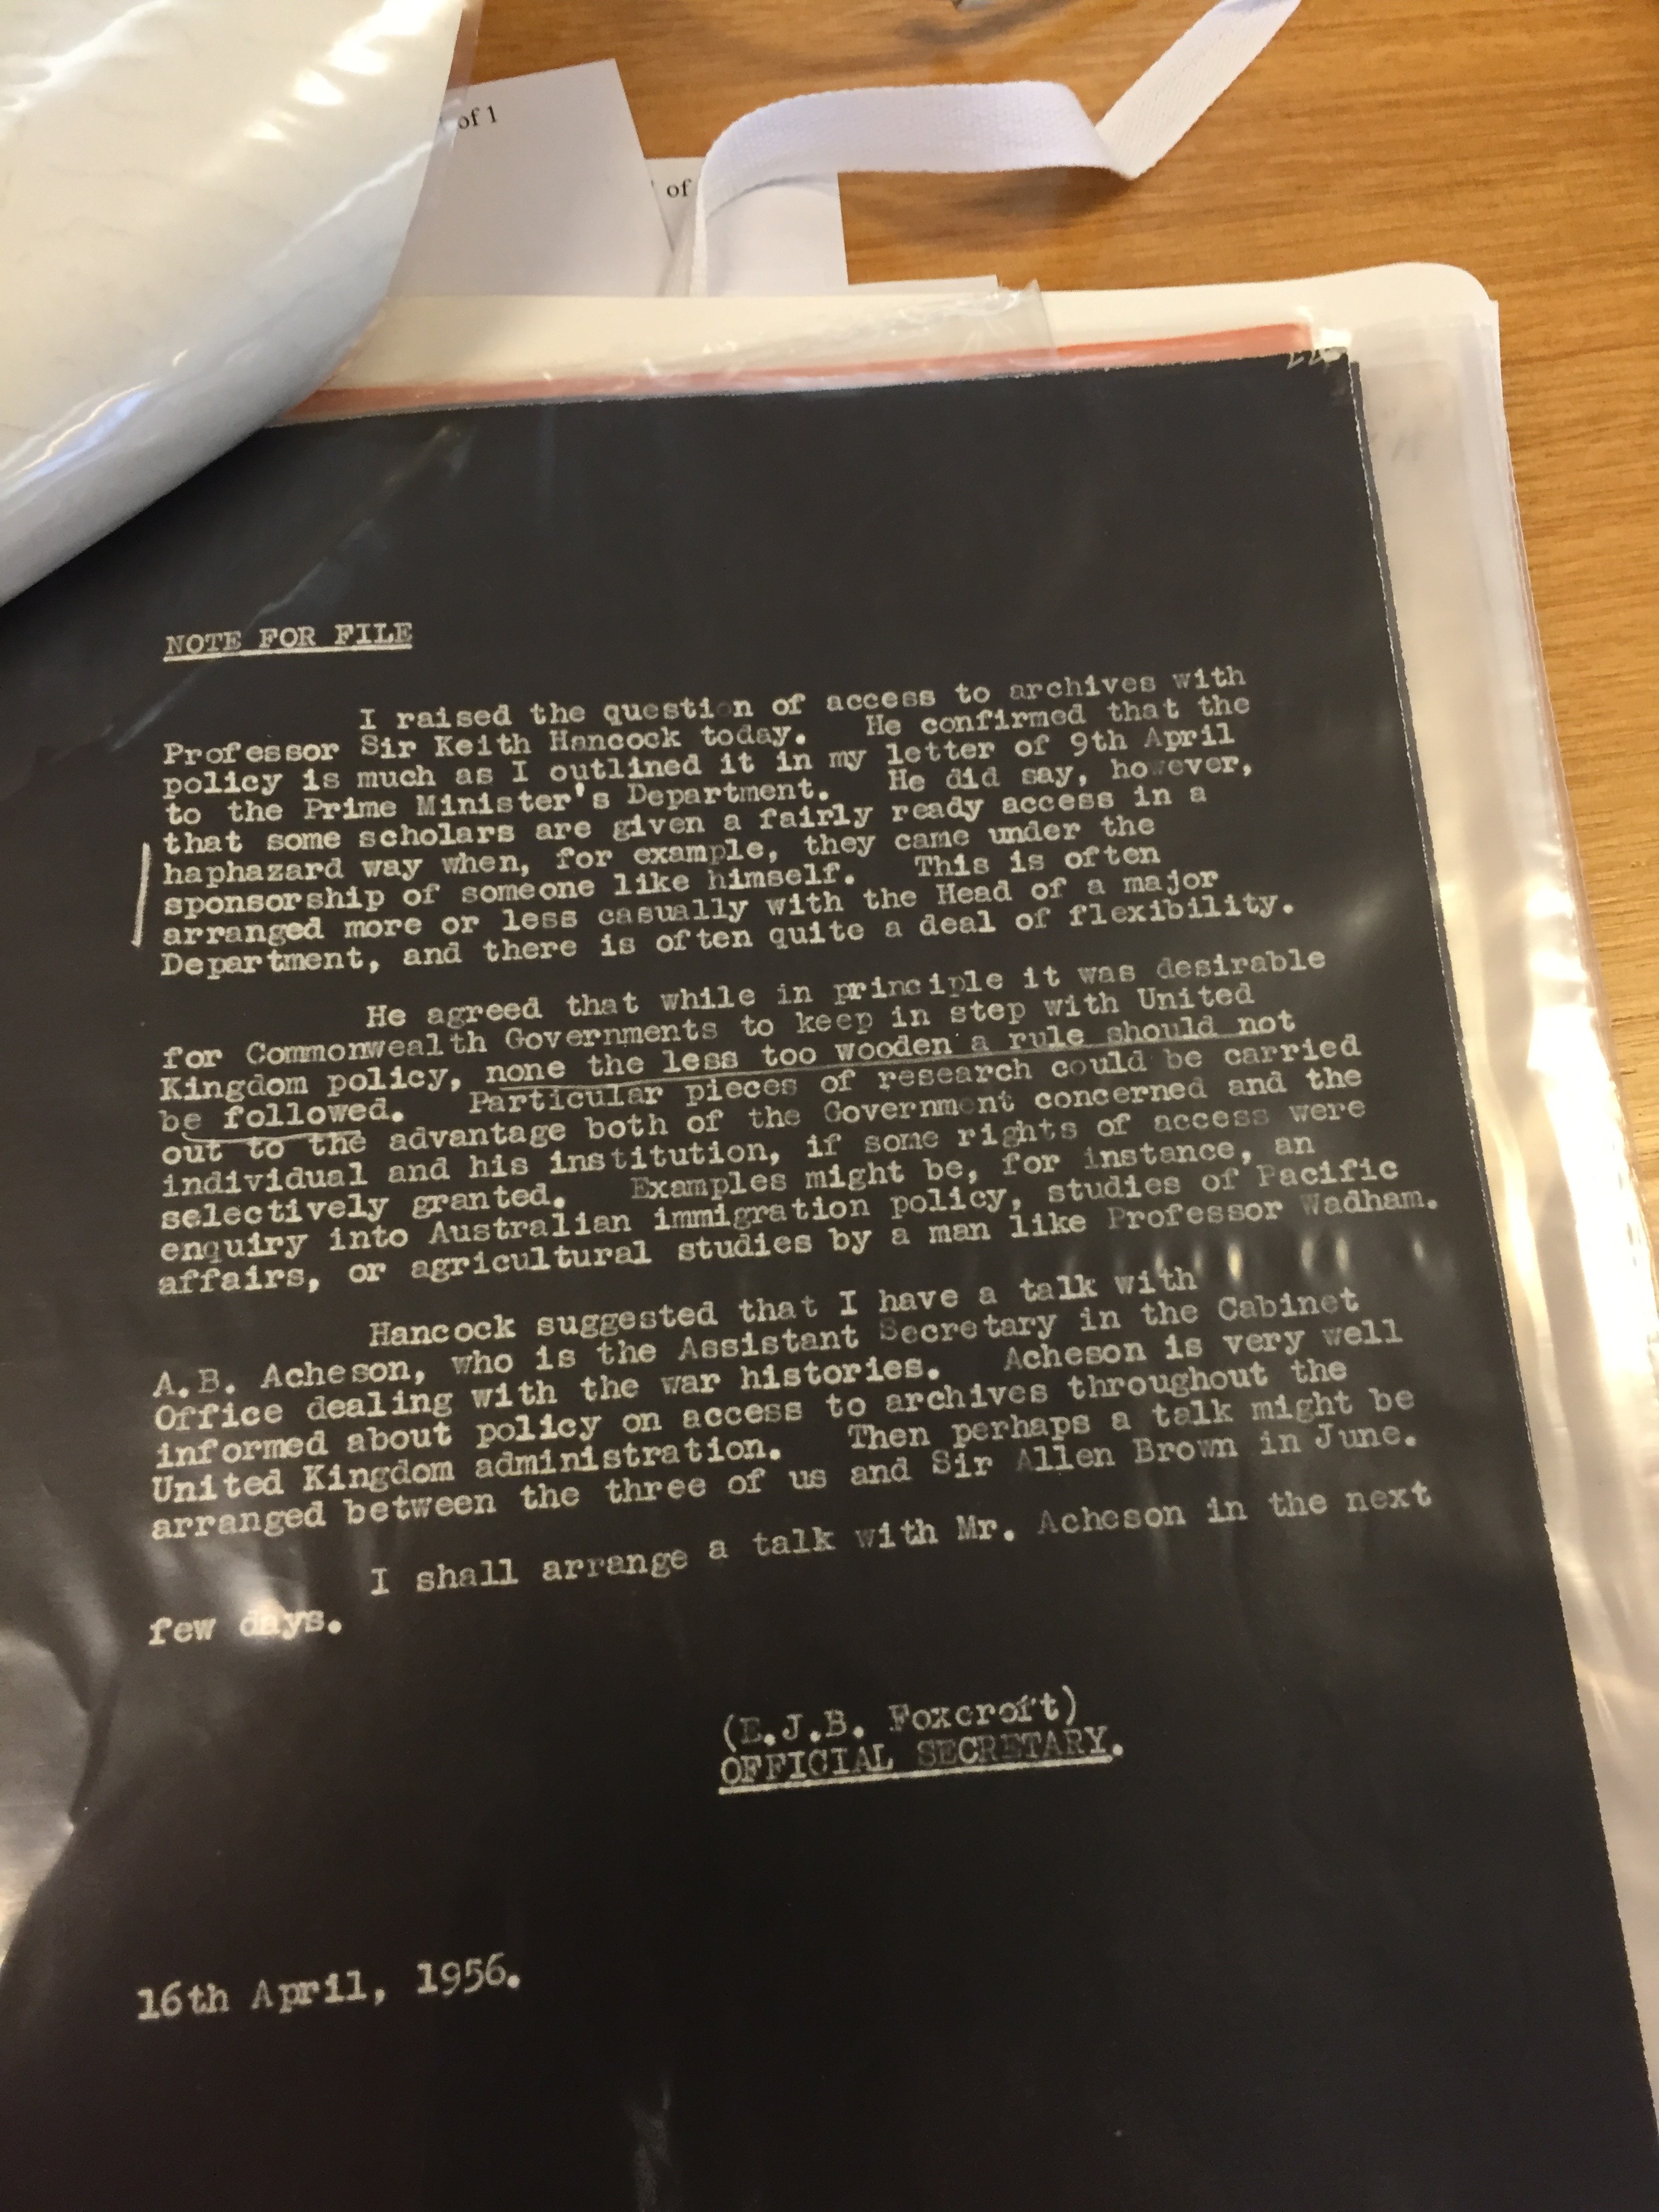 of 1
of
NOTE FOR FILE
I raised the question of access to archives with
Professor Sir Keith Hancock today. He confirmed that the
policy is much as I outlined it in my letter of 9th April
to the Prime Minister's Department. He did say, however,
that some scholars are given a fairly ready access in a
haphazard way when, for example, they came under the
sponsorship of someone like himself. This is often
arranged more or less casually with the Head of a major
Department, and there is often quite a deal of flexibility.
He agreed that while in principle it was desirable
for Commonwealth Governments to keep in step with United
Kingdom policy, none the less too wooden a rule should not
be followed. Particular pieces of research could be carried
out to the advantage both of the Government concerned and the
individual and his institution, if some rights of access were
selectively granted. Examples might be, for instance, an
enquiry into Australian immigration policy, studies of Pacific
affairs, or agricultural studies by a man like Professor Wadham.
Hancock suggested that I have a talk with
A.B. Acheson, who is the Assistant Secretary in the Cabinet
Office dealing with the war histories. Acheson is very well
informed about policy on access to archives throughout the
United Kingdom administration. Then perhaps a talk might be
arranged between the three of us and Sir Allen Brown in June.
I shall arrange a talk with Mr. Acheson in the next
few days.
(E.J.B. Foxcroft)
OFFICIAL SECRETARY.
16th April, 1956.